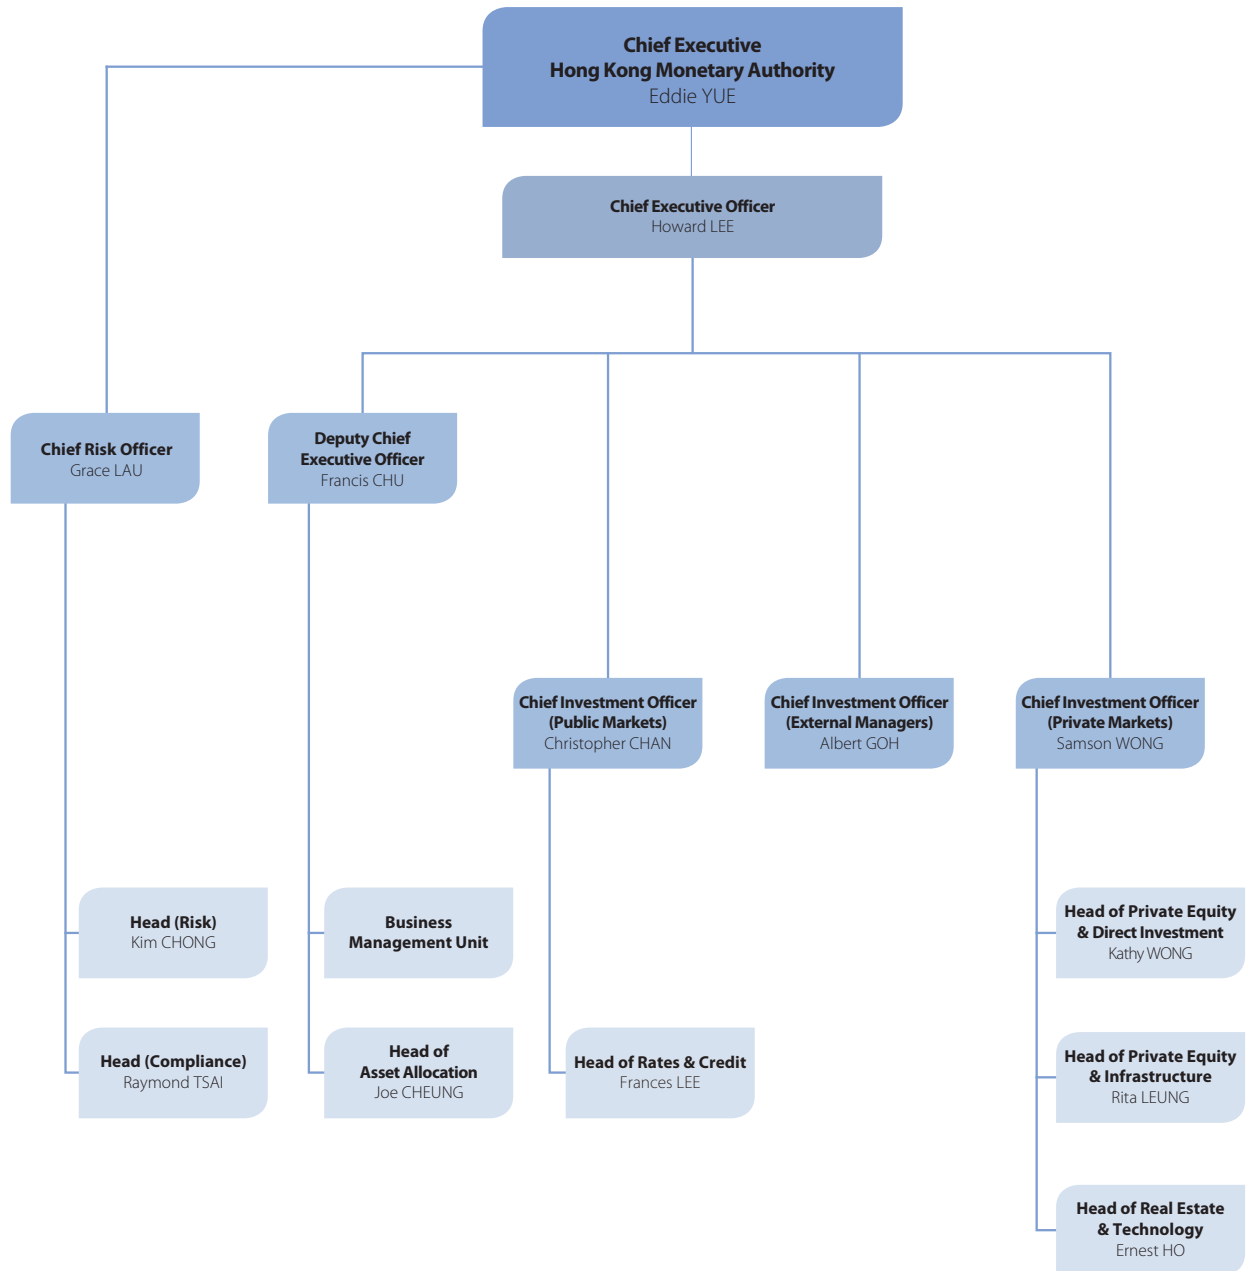 Chief Executive
Hong Kong Monetary Authority
Eddie YUE
Chief Executive Officer
Howard LEE
Chief Risk Officer
Grace LAU
Deputy Chief
Executive Officer
Francis CHU
Chief Investment Officer
(Public Markets)
Christopher CHAN
Chief Investment Officer
(External Managers)
Albert GOH
Chief Investment Officer
(Private Markets)
Samson WONG
Head (Risk)
Kim CHONG
Business
Management Unit
Head of Private Equity
& Direct Investment
Kathy WONG
Head (Compliance)
Raymond TSAI
Head of
Asset Allocation
Joe CHEUNG
Head of Rates & Credit
Frances LEE
Head of Private Equity
& Infrastructure
Rita LEUNG
Head of Real Estate
& Technology
Ernest HO